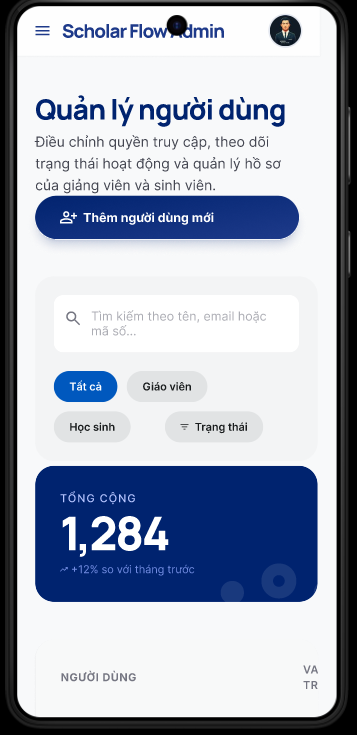 Scholar Flow Admin
Quản lý người dùng
Điều chỉnh quyền truy cập, theo dõi
trạng thái hoạt động và quản lý hồ sơ
của giảng viên và sinh viên.
Thêm người dùng mới
Tìm kiếm theo tên, email hoặc
mã số...
Tất cả
Giáo viên
Học sinh
Trạng thái
TỔNG CỘNG
1,284
+12% so với tháng trước
NGƯỜI DÙNG
VA
TR